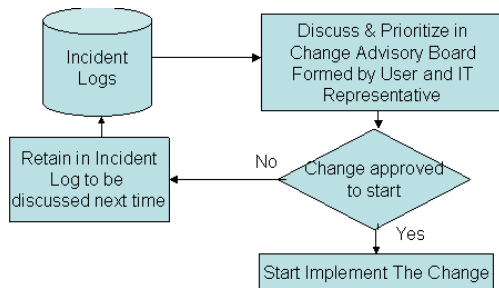 Incident
Logs
Discuss & Prioritize in
Change Advisory Board
Formed by User and IT
Representative
Change approved
to start
No
Retain in Incident
Log to be
discussed next time
Yes
Start Implement The Change